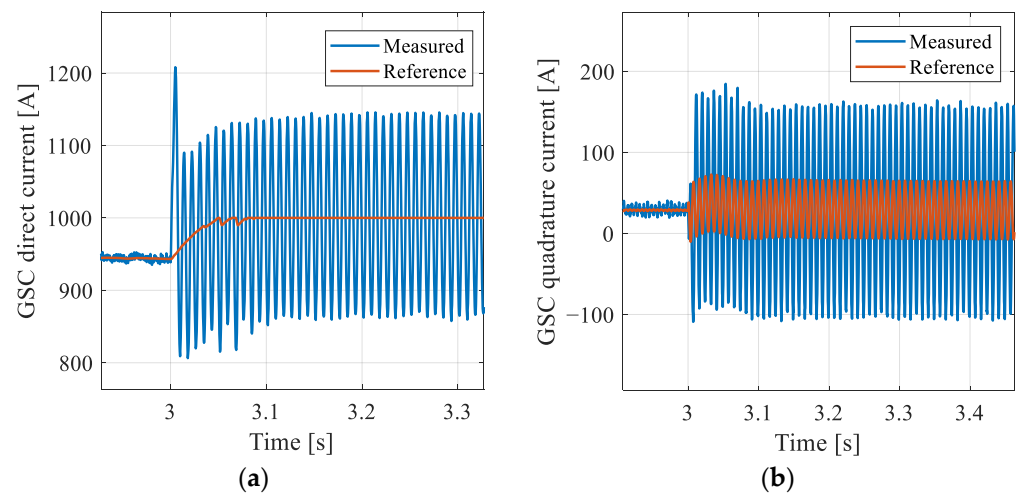 GSC direct current [A]
1200
1100
1000
900
800
Measured
Reference
3
3.1
3.2
3.3
Time [s]
(a)
GSC quadrature current [A]
200
100
0
−100
Measured
Reference
3
3.1
3.2
3.3
3.4
Time [s]
(b)